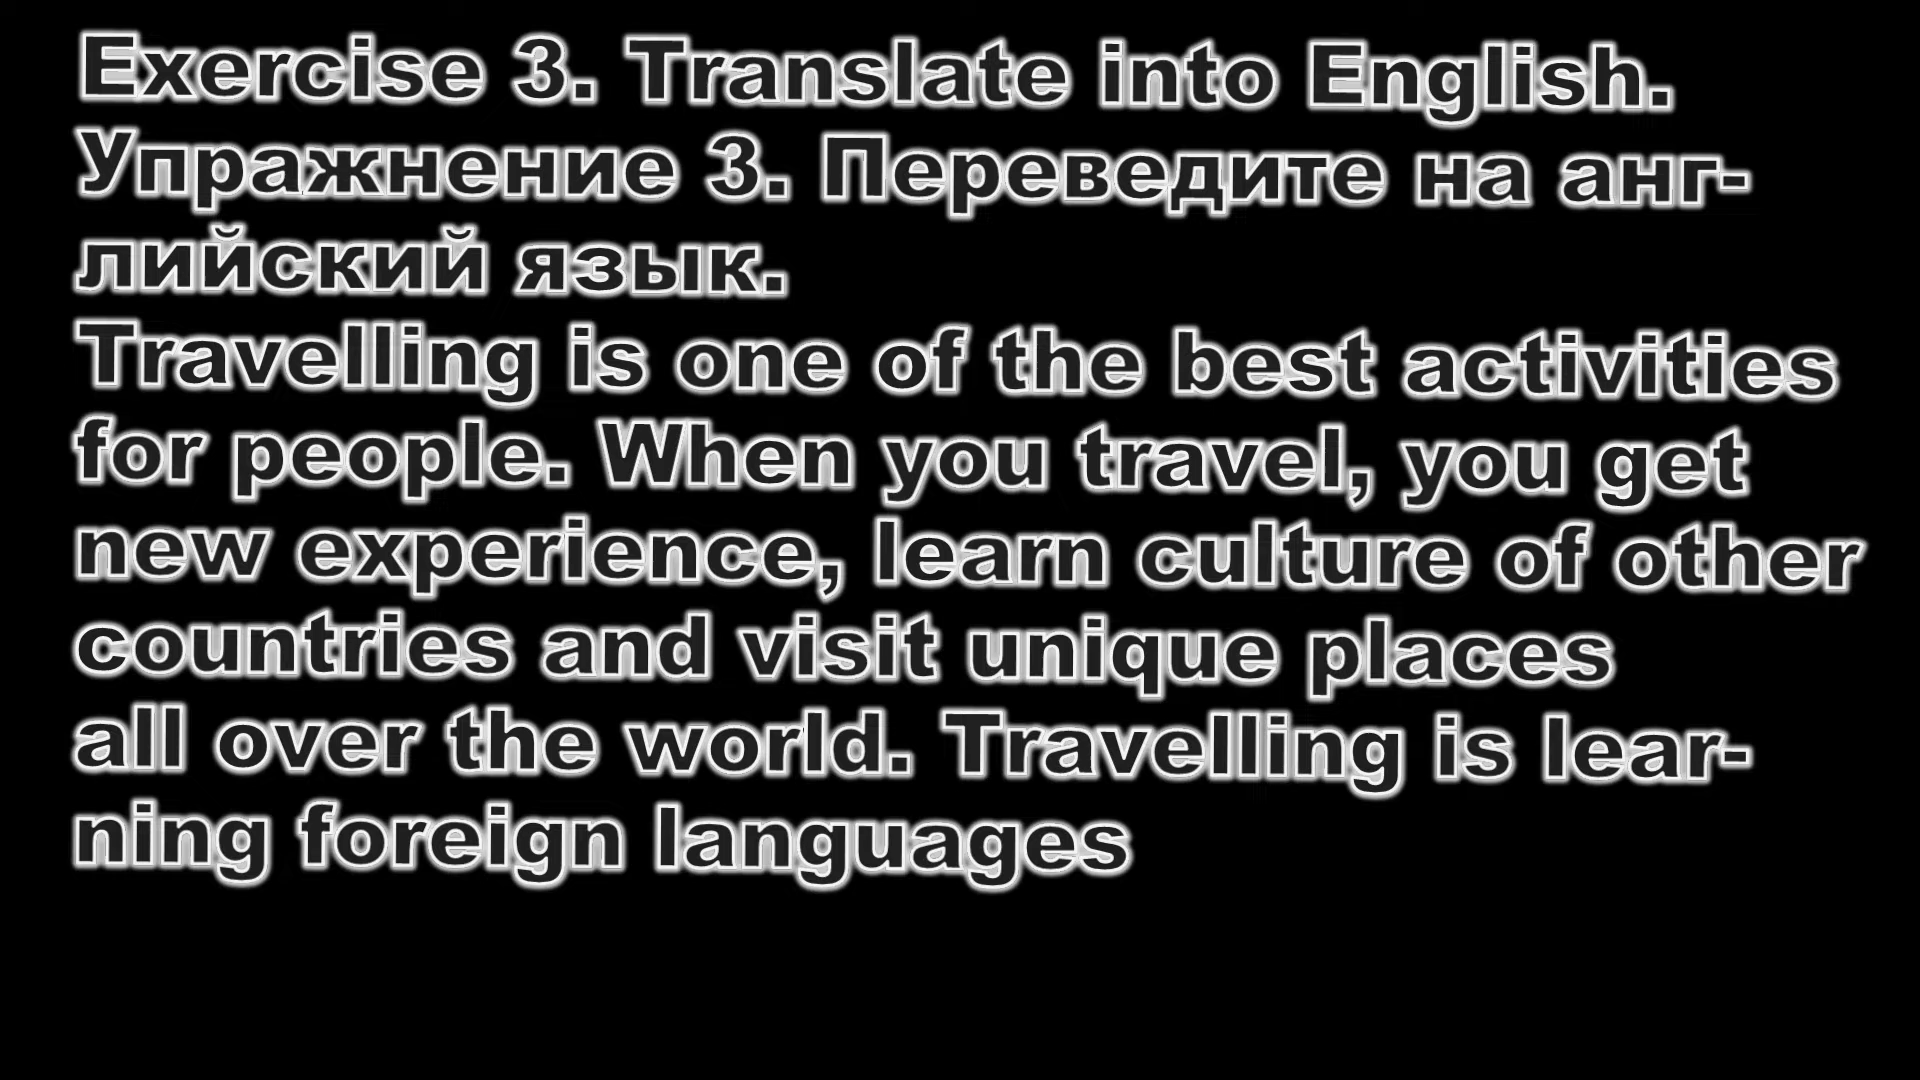 Exercise 3. Translate into English.
Упражнение 3. Переведите на анг-
лийский язык.
Travelling is one of the best activities
for people. When you travel, you get
new experience, learn culture of other
countries and visit unique places
all over the world. Travelling is lear-
ning foreign languages